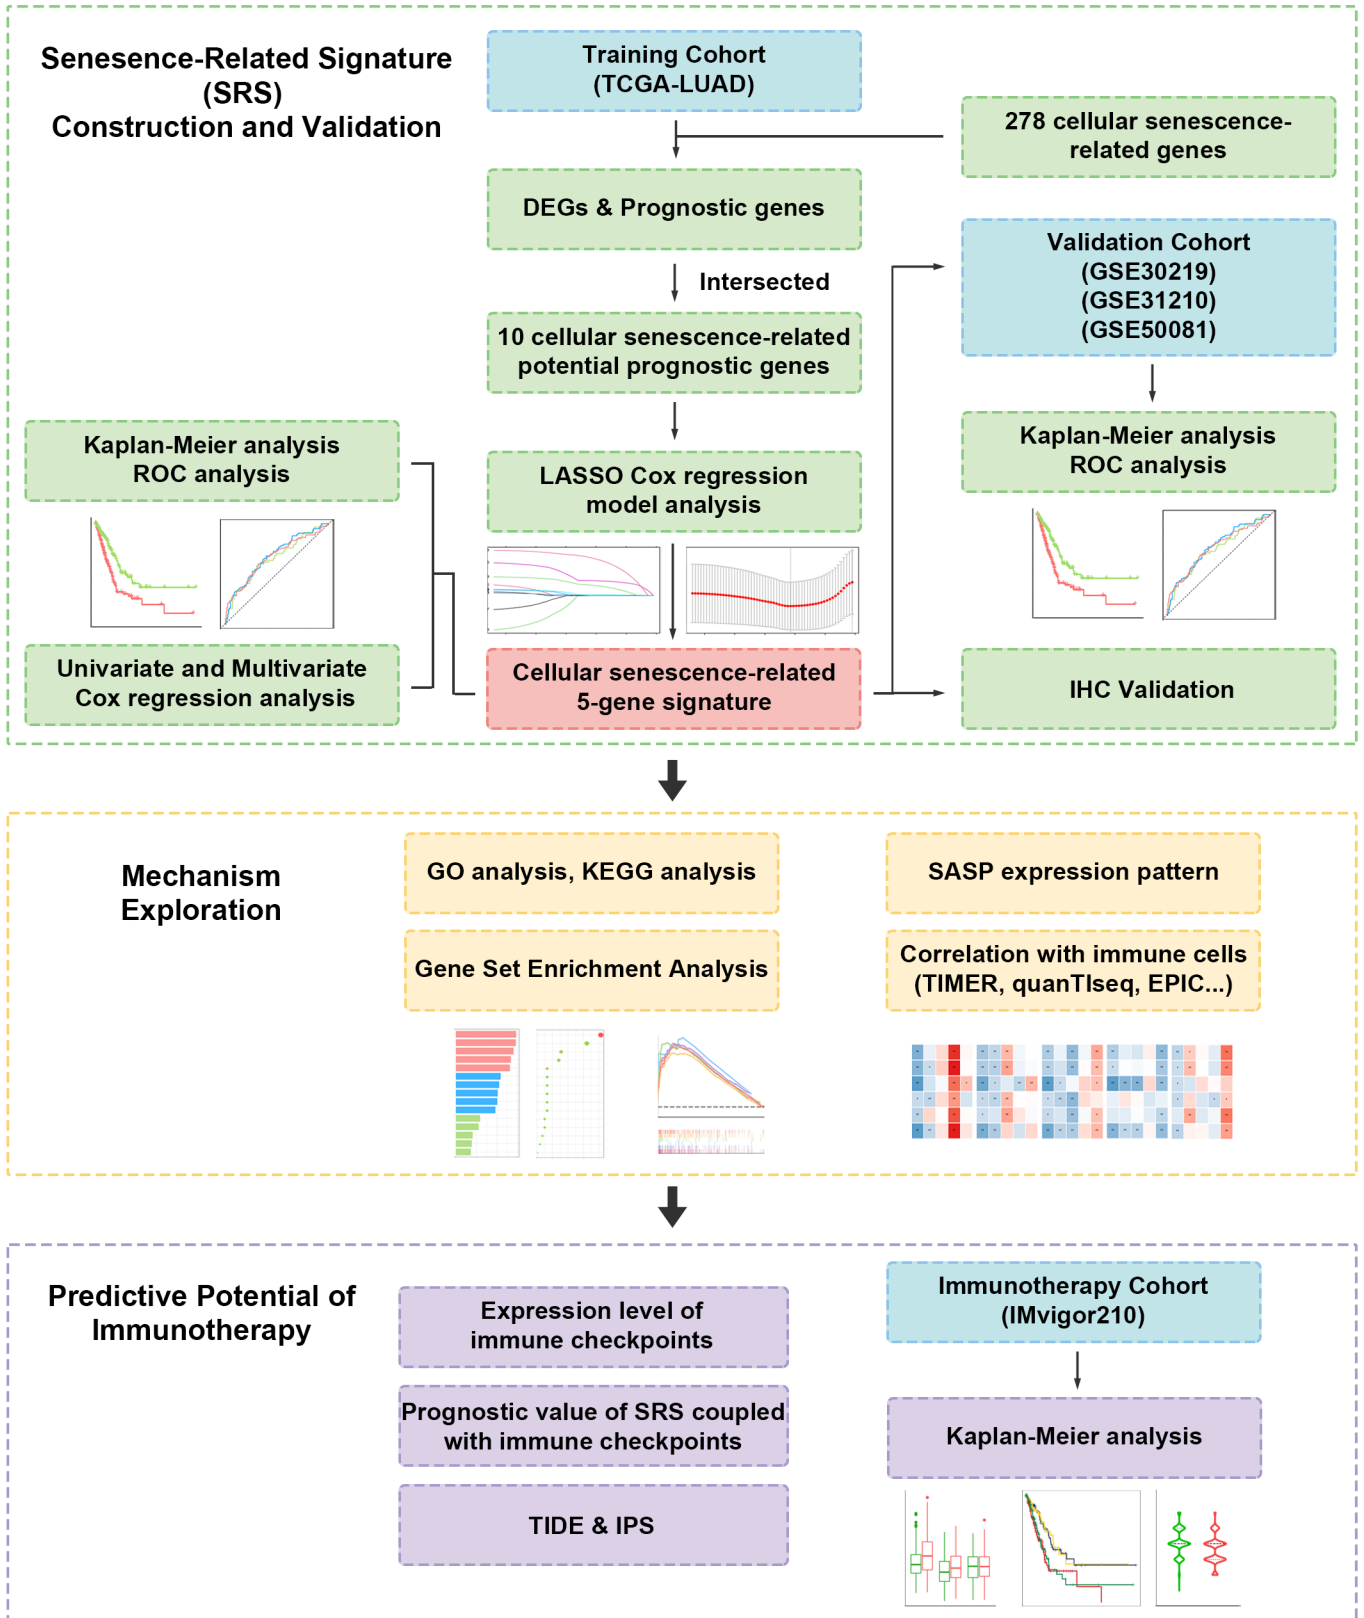 Senesence-Related Signature
(SRS)
Construction and Validation
Training Cohort
(TCGA-LUAD)
278 cellular senescence-
related genes
DEGs & Prognostic genes
Intersected
Validation Cohort
(GSE30219)
(GSE31210)
(GSE50081)
10 cellular senescence-related
potential prognostic genes
Kaplan-Meier analysis
ROC analysis
LASSO Cox regression
model analysis
Kaplan-Meier analysis
ROC analysis
Univariate and Multivariate
Cox regression analysis
Cellular senescence-related
5-gene signature
IHC Validation
Mechanism
Exploration
GO analysis, KEGG analysis
SASP expression pattern
Gene Set Enrichment Analysis
Correlation with immune cells
(TIMER, quanTIseq, EPIC...)
Predictive Potential of
Immunotherapy
Expression level of
immune checkpoints
Immunotherapy Cohort
(IMvigor210)
Prognostic value of SRS coupled
with immune checkpoints
Kaplan-Meier analysis
TIDE & IPS